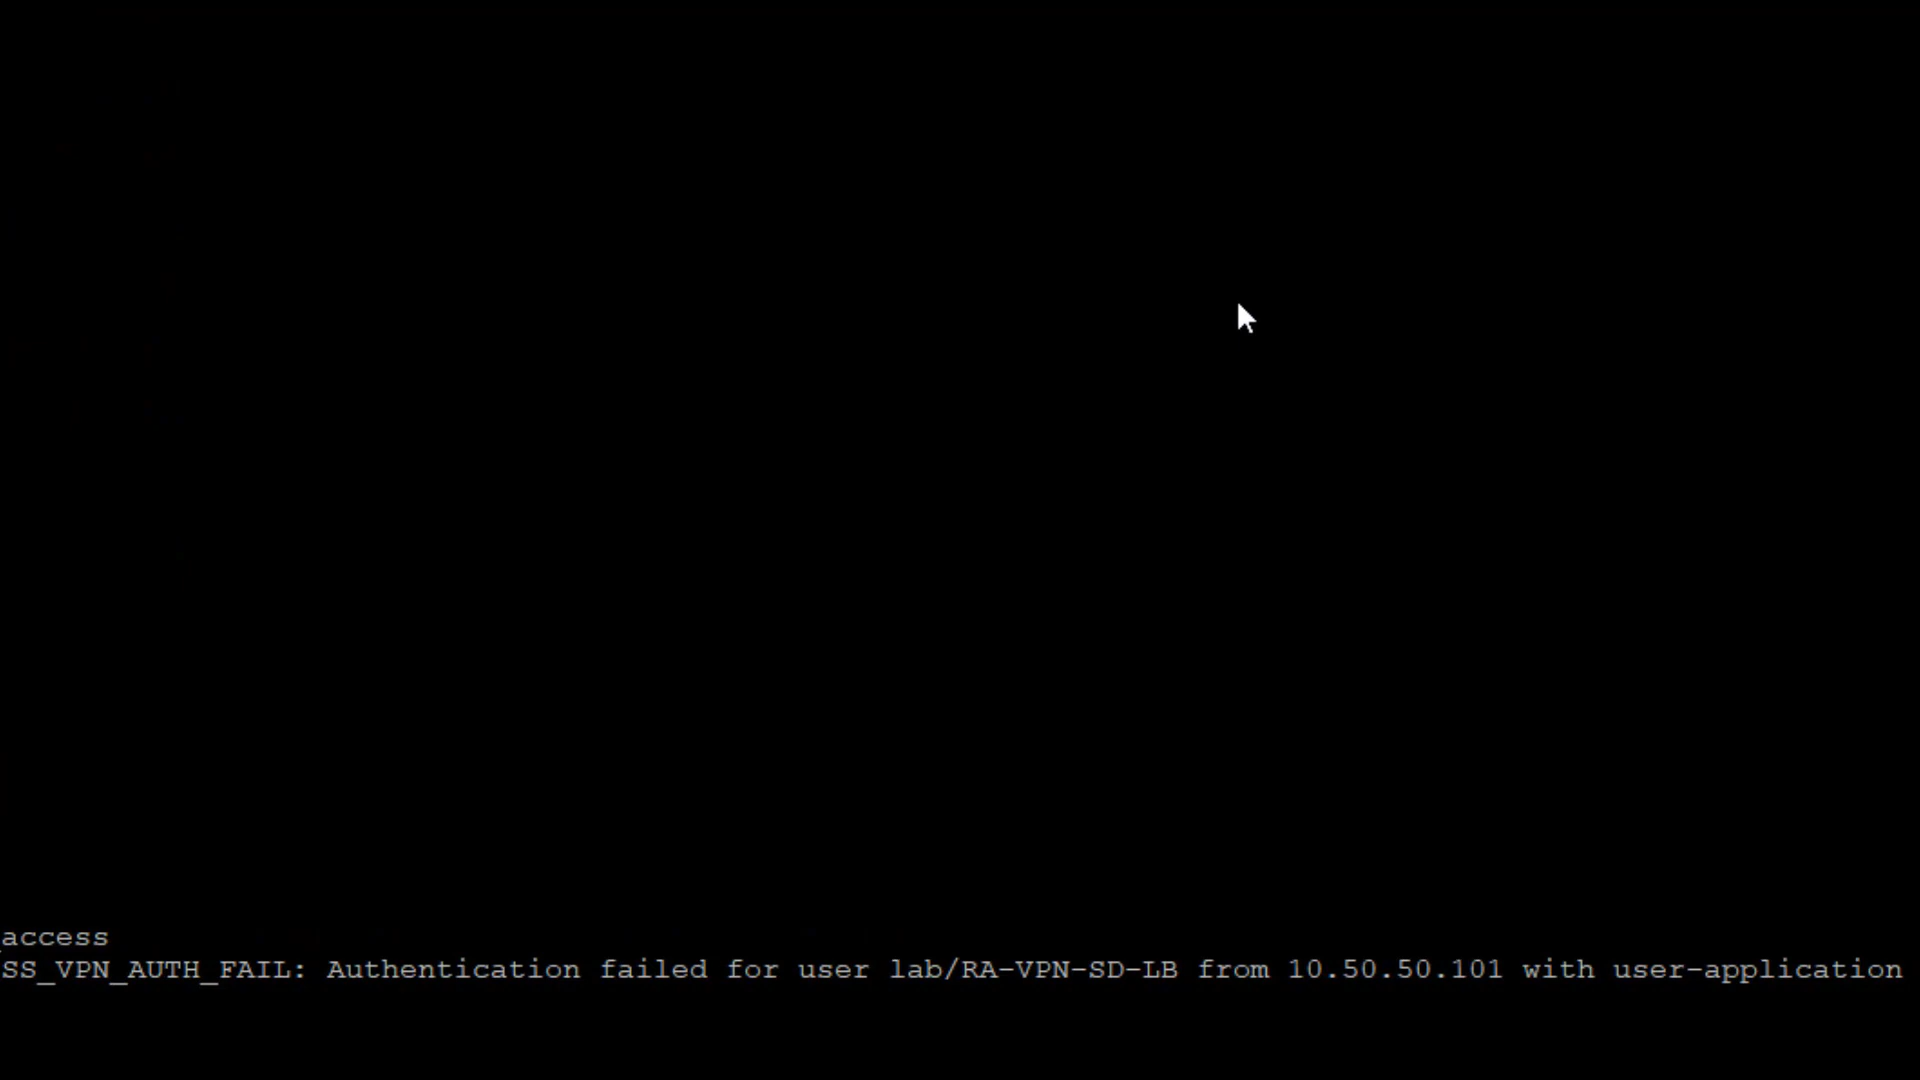 access
SS_VPN_AUTH_FAIL: Authentication failed for user lab/RA-VPN-SD-LB from 10.50.50.101 with user-application